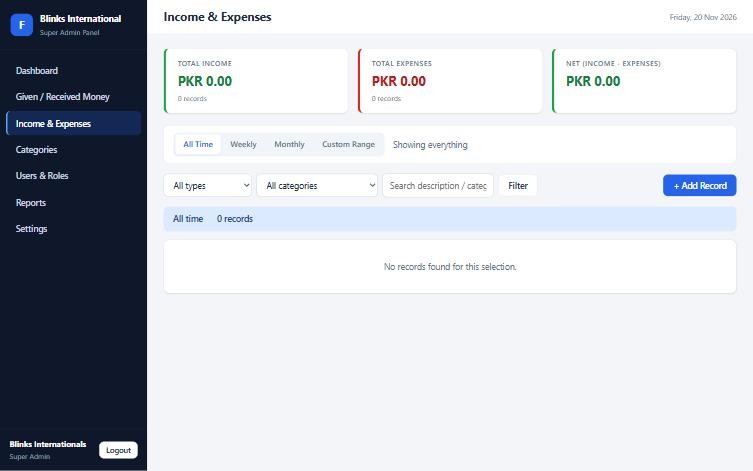 F
Blinks International
Super Admin Panel
Dashboard
Given / Received Money
Income & Expenses
Categories
Users & Roles
Reports
Settings
Blinks Internationals
Super Admin
Logout
Income & Expenses
Friday, 20 Nov 2026
TOTAL INCOME
PKR 0.00
0 records
TOTAL EXPENSES
PKR 0.00
0 records
NET (INCOME - EXPENSES)
PKR 0.00
All Time Weekly Monthly Custom Range Showing everything
All types All categories Search description / categ Filter + Add Record
All time 0 records
No records found for this selection.